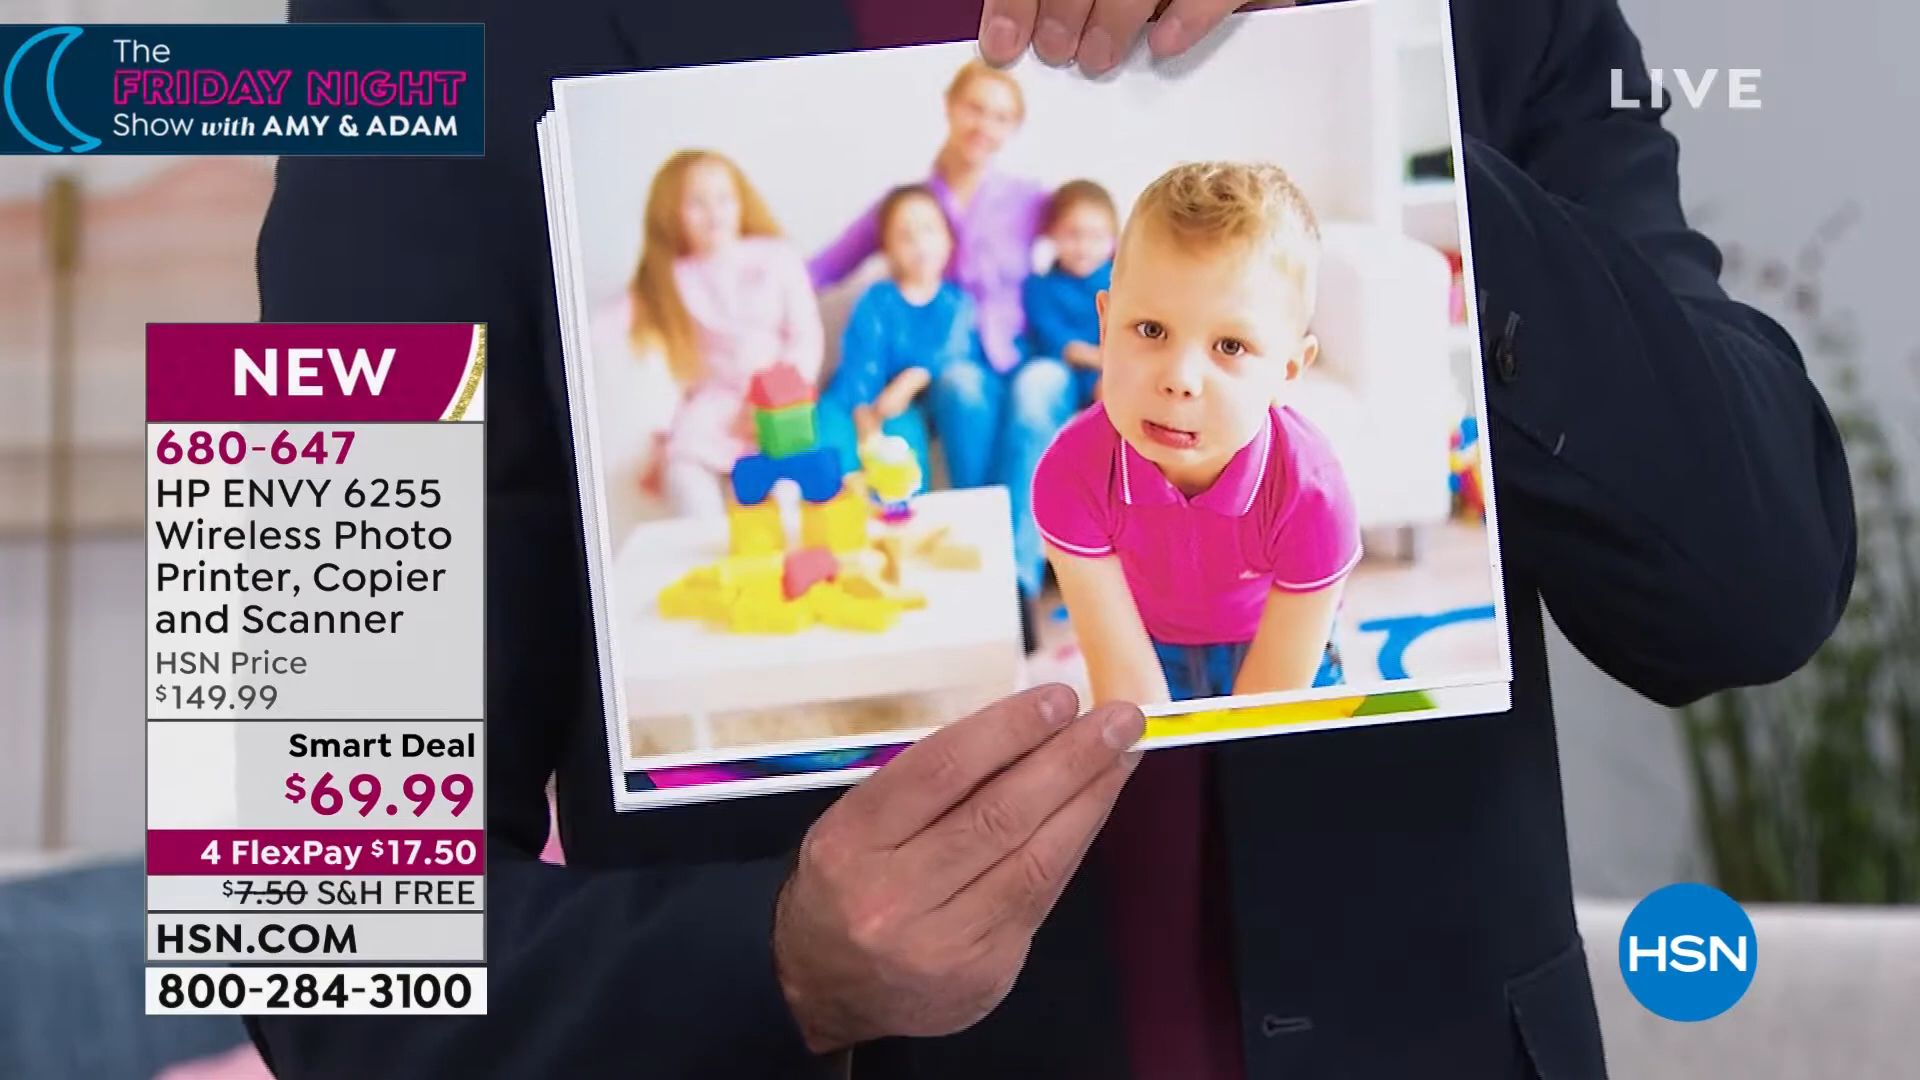 The
FRIDAY NIGHT
Show with AMY & ADAM
LIVE
NEW
680-647
HP ENVY 6255
Wireless Photo
Printer, Copier
and Scanner
HSN Price
$149.99
Smart Deal
$69.99
4 FlexPay $17.50
$7.50 S&H FREE
HSN.COM
800-284-3100
HSN